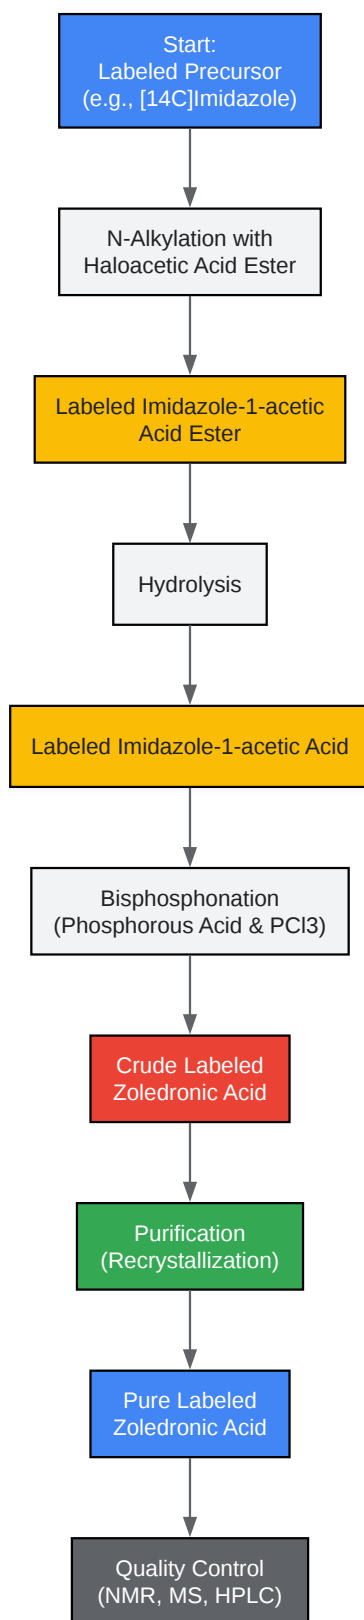 Start:
Labeled Precursor
(e.g., [14C]Imidazole)
N-Alkylation with
Haloacetic Acid Ester
Labeled Imidazole-1-acetic
Acid Ester
Hydrolysis
Labeled Imidazole-1-acetic Acid
Bisphosphonation
(Phosphorous Acid & PCl3)
Crude Labeled
Zoledronic Acid
Purification
(Recrystallization)
Pure Labeled
Zoledronic Acid
Quality Control
(NMR, MS, HPLC)